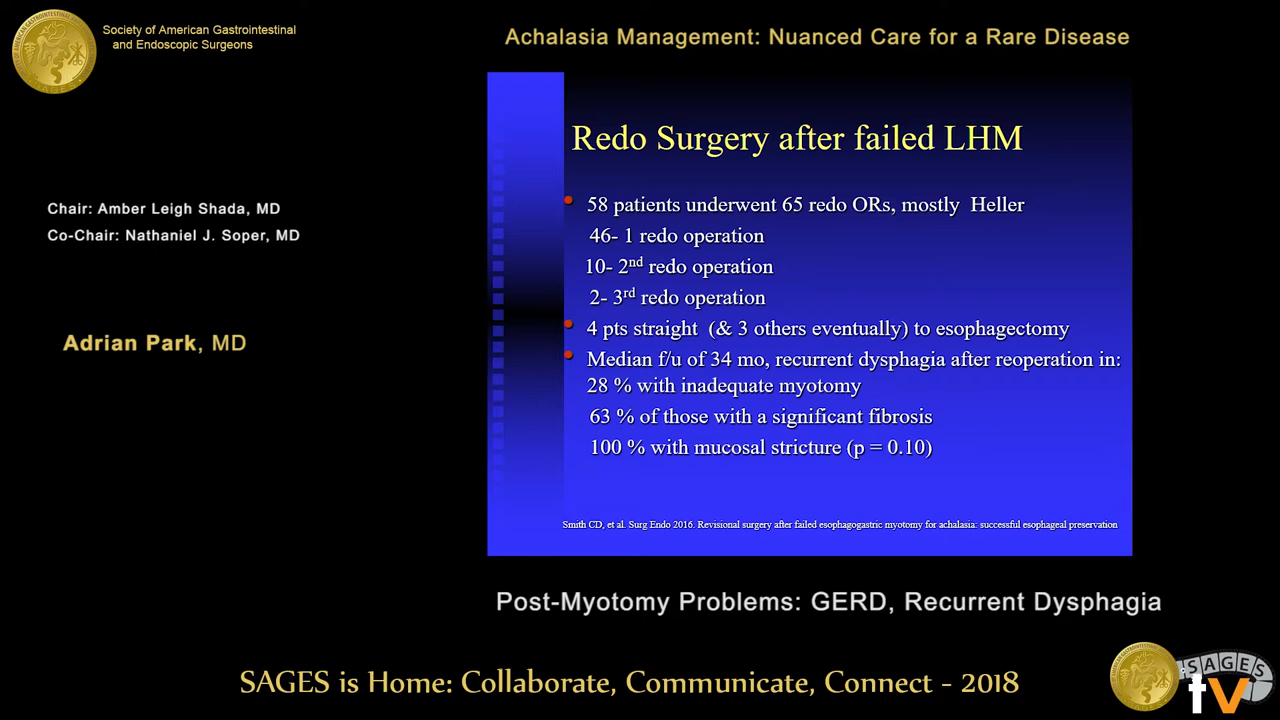 Society of American Gastrointestinal
and Endoscopic Surgeons
Achalasia Management: Nuanced Care for a Rare Disease
Redo Surgery after failed LHM
Chair: Amber Leigh Shada, MD
Co-Chair: Nathaniel J. Soper, MD
Adrian Park, MD
58 patients underwent 65 redo ORs, mostly Heller
46- 1 redo operation
10- 2nd redo operation
2- 3rd redo operation
4 pts straight (& 3 others eventually) to esophagectomy
Median f/u of 34 mo, recurrent dysphagia after reoperation in:
28 % with inadequate myotomy
63 % of those with a significant fibrosis
100 % with mucosal stricture (p = 0.10)
Smith CD, et al. Surg Endo 2016. Revisional surgery after failed esophagogastric myotomy for achalasia: successful esophageal preservation
Post-Myotomy Problems: GERD, Recurrent Dysphagia
SAGES is Home: Collaborate, Communicate, Connect - 2018
SAGES
tv